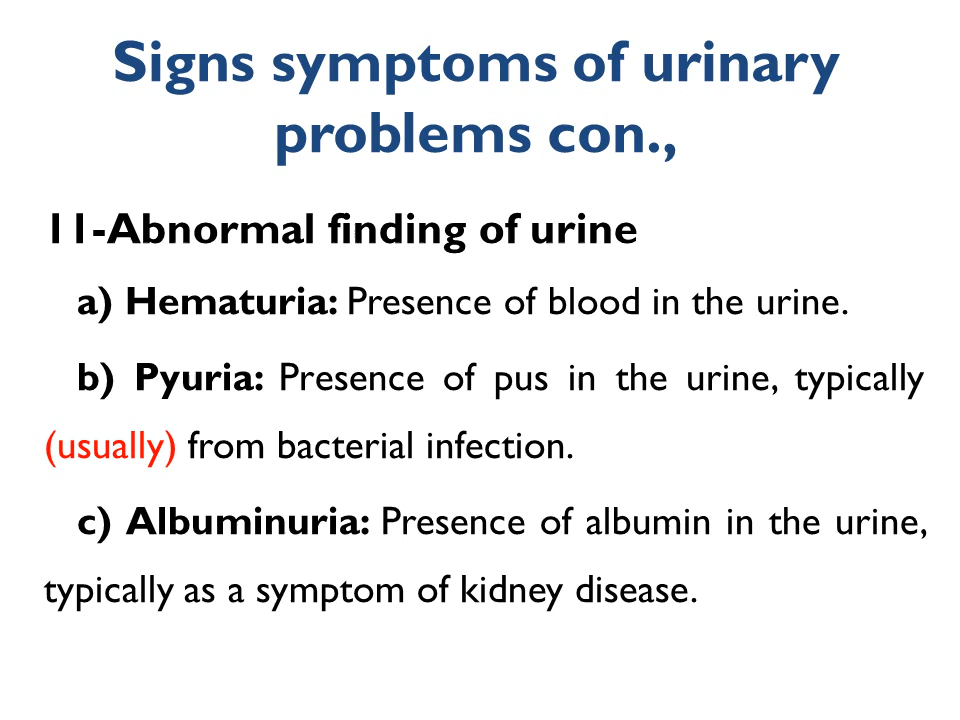 Signs symptoms of urinary
problems con.,
11-Abnormal finding of urine
a) Hematuria: Presence of blood in the urine.
b) Pyuria: Presence of pus in the urine, typically
(usually) from bacterial infection.
c) Albuminuria: Presence of albumin in the urine,
typically as a symptom of kidney disease.